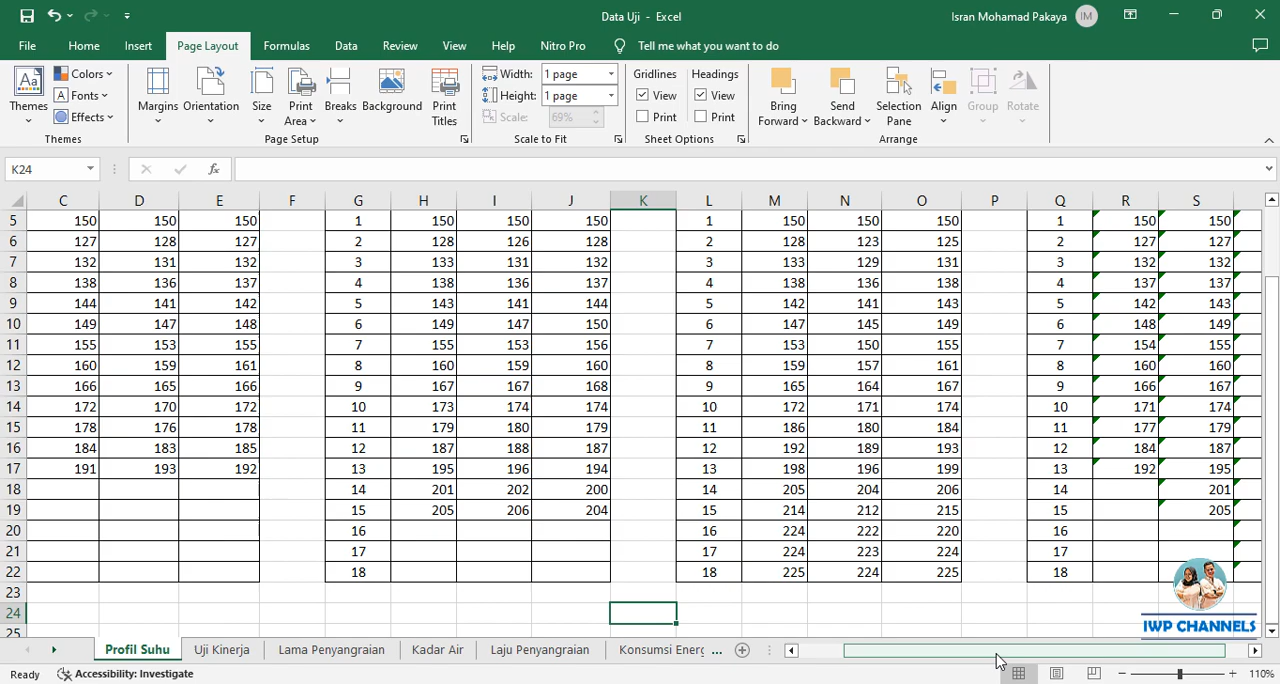 Data Uji - Excel
Isran Mohamad Pakaya IM
File Home Insert Page Layout Formulas Data Review View Help Nitro Pro Tell me what you want to do
Colors Width: 1 page Gridlines Headings
Aa A Fonts Height: 1 page View View
Themes Effects Margins Orientation Size Print Area Breaks Background Print Titles Scale: 69% Print Print Bring Forward Send Backward Selection Pane Align Group Rotate
Themes Page Setup Scale to Fit Sheet Options Arrange
K24 fx
C D E F G H I J K L M N O P Q R S
5 150 150 150 1 150 150 150 1 150 150 150 1 150 150
6 127 128 127 2 128 126 128 2 128 123 125 2 127 127
7 132 131 132 3 133 131 132 3 133 129 131 3 132 132
8 138 136 137 4 138 136 137 4 138 136 138 4 137 137
9 144 141 142 5 143 141 144 5 142 141 143 5 142 143
10 149 147 148 6 149 147 150 6 147 145 149 6 148 149
11 155 153 155 7 155 153 156 7 153 150 155 7 154 155
12 160 159 161 8 160 159 160 8 159 157 161 8 160 160
13 166 165 166 9 167 167 168 9 165 164 167 9 166 167
14 172 170 172 10 173 174 174 10 172 171 174 10 171 174
15 178 176 178 11 179 180 179 11 186 180 184 11 177 179
16 184 183 185 12 187 188 187 12 192 189 193 12 184 187
17 191 193 192 13 195 196 194 13 198 196 199 13 192 195
18 14 201 202 200 14 205 204 206 14 201
19 15 205 206 204 15 214 212 215 15 205
20 16 16 224 222 220 16
21 17 17 224 223 224 17
22 18 18 225 224 225 18
23
24
25
IWP CHANNELS
Profil Suhu Uji Kinerja Lama Penyangraian Kadar Air Laju Penyangraian Konsumsi Energ ...
Ready Accessibility: Investigate 110%